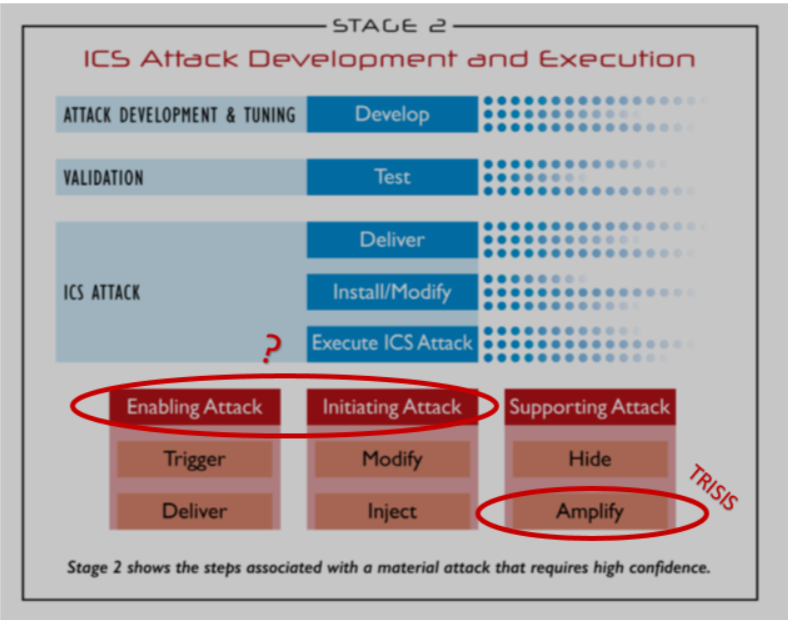 STAGE 2
ICS Attack Development and Execution
ATTACK DEVELOPMENT & TUNING Develop
VALIDATION Test
Deliver
ICS ATTACK Install/Modify
Execute ICS Attack
?
Enabling Attack Initiating Attack Supporting Attack
Trigger Modify Hide
TRISIS
Deliver Inject Amplify
Stage 2 shows the steps associated with a material attack that requires high confidence.